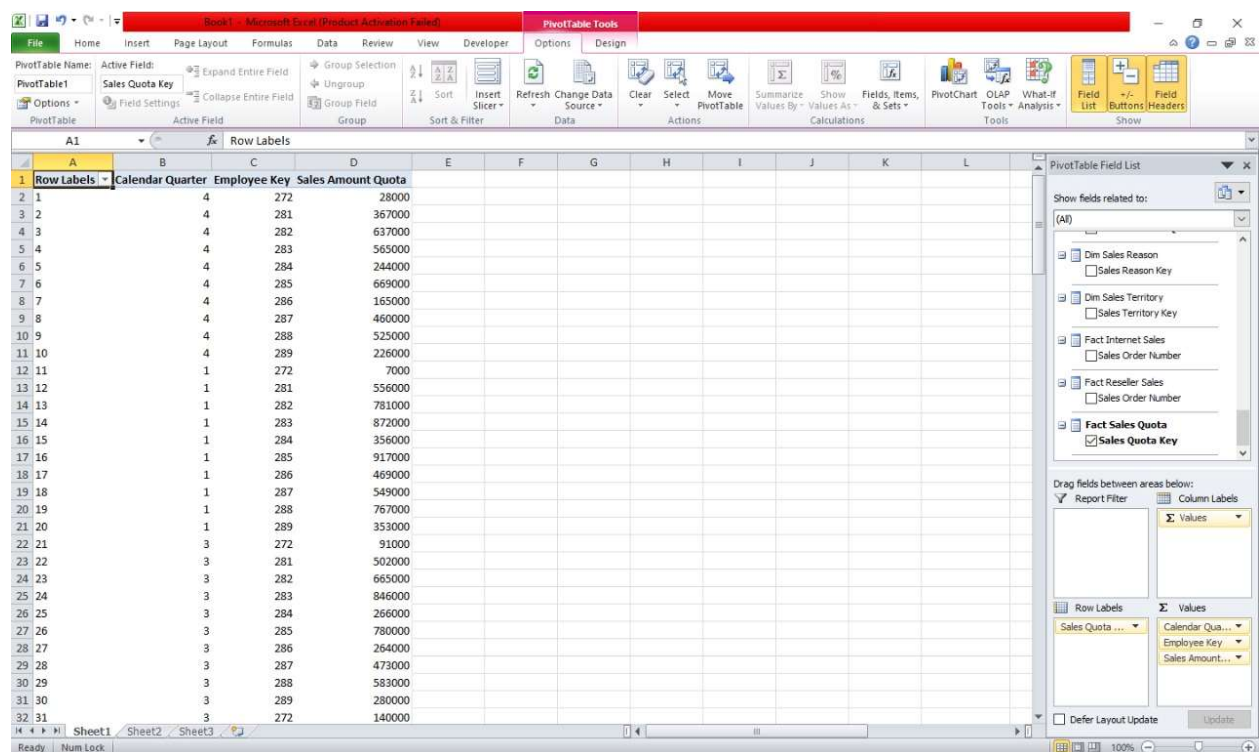 Book1 - Microsoft Excel (Product Activation Failed)
PivotTable Tools
File Home Insert Page Layout Formulas Data Review View Developer Options Design
PivotTable Name: Active Field:
PivotTable1 Sales Quota Key
Options Field Settings
Expand Entire Field
Collapse Entire Field
Group Selection
Ungroup
Group Field
Sort
Insert Slicer
Refresh Change Data Source
Clear Select Move PivotTable
Summarize Values By Show Values As Fields, Items, & Sets
PivotChart OLAP Tools What-If Analysis
Field List +/- Buttons Field Headers
PivotTable Active Field Group Sort & Filter Data Actions Calculations Tools Show
A1 fx Row Labels
A B C D E F G H I J K L
1 Row Labels Calendar Quarter Employee Key Sales Amount Quota
2 1 4 272 28000
3 2 4 281 367000
4 3 4 282 637000
5 4 4 283 565000
6 5 4 284 244000
7 6 4 285 669000
8 7 4 286 165000
9 8 4 287 460000
10 9 4 288 525000
11 10 4 289 226000
12 11 1 272 7000
13 12 1 281 556000
14 13 1 282 781000
15 14 1 283 872000
16 15 1 284 356000
17 16 1 285 917000
18 17 1 286 469000
19 18 1 287 549000
20 19 1 288 767000
21 20 1 289 353000
22 21 3 272 91000
23 22 3 281 502000
24 23 3 282 665000
25 24 3 283 846000
26 25 3 284 266000
27 26 3 285 780000
28 27 3 286 264000
29 28 3 287 473000
30 29 3 288 583000
31 30 3 289 280000
32 31 3 272 140000
Sheet1 Sheet2 Sheet3
Ready Num Lock
100%
PivotTable Field List
Show fields related to:
(All)
Dim Sales Reason
Sales Reason Key
Dim Sales Territory
Sales Territory Key
Fact Internet Sales
Sales Order Number
Fact Reseller Sales
Sales Order Number
Fact Sales Quota
Sales Quota Key
Drag fields between areas below:
Report Filter Column Labels
Σ Values
Row Labels Σ Values
Sales Quota ... Calendar Qua...
Employee Key
Sales Amount...
Defer Layout Update Update